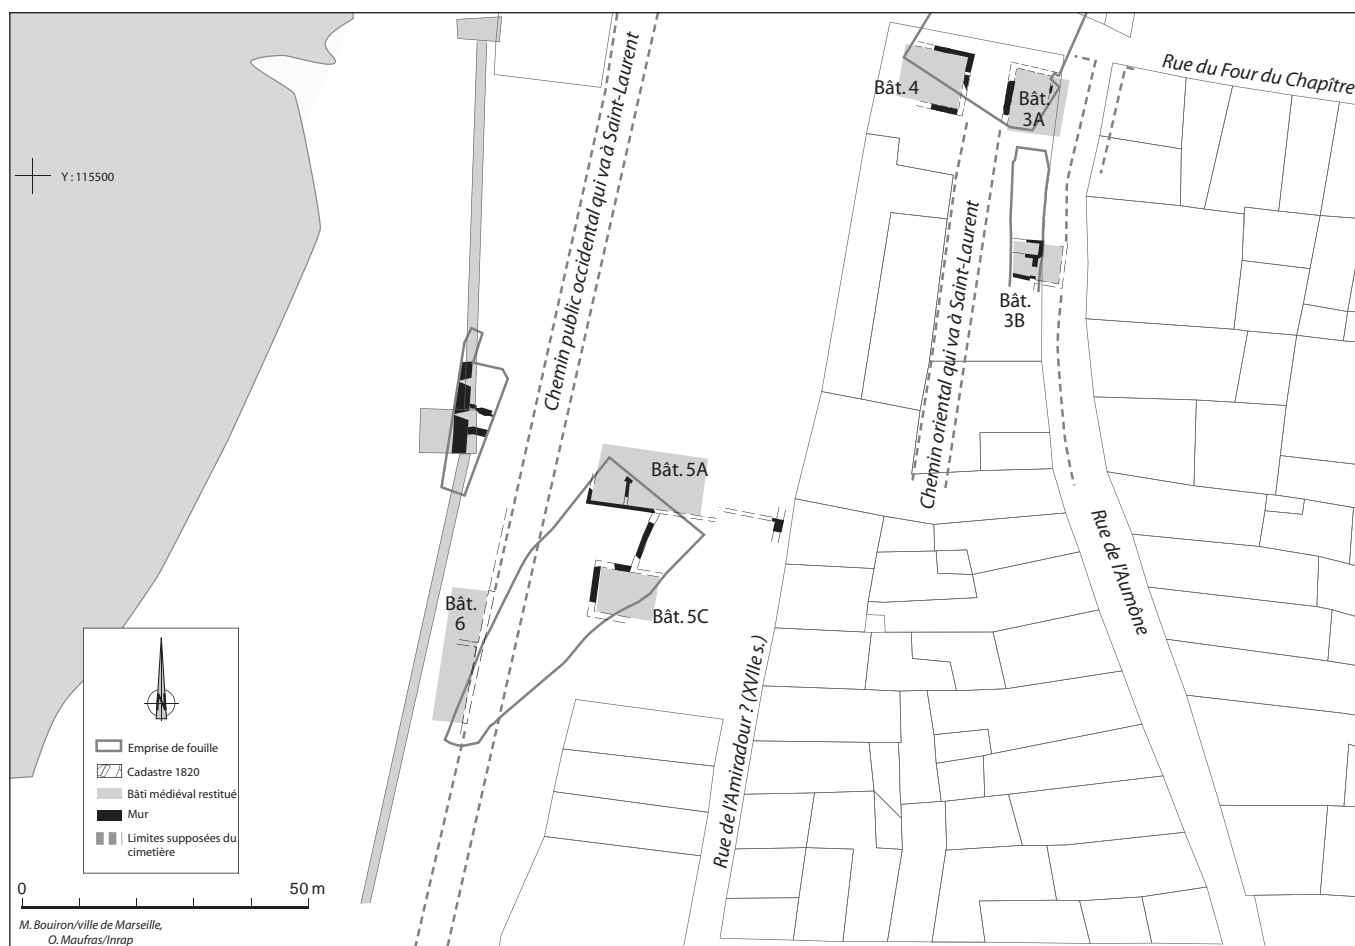 Rue du Four du Chapître
Bât. 4
Bât.
3A
Chemin public occidental qui va à Saint-Laurent
Y : 115500
Chemin oriental qui va à Saint-Laurent
Bât.
3B
Bât. 5A
Rue de l'Aumône
Bât.
6
Bât. 5C
Rue de l'Amiradour ? (XVIIe s.)
N
Emprise de fouille
Cadastre 1820
Bâti médiéval restitué
Mur
Limites supposées du
cimetière
0 50 m
M. Bouiron/ville de Marseille,
O. Maufras/Inrap